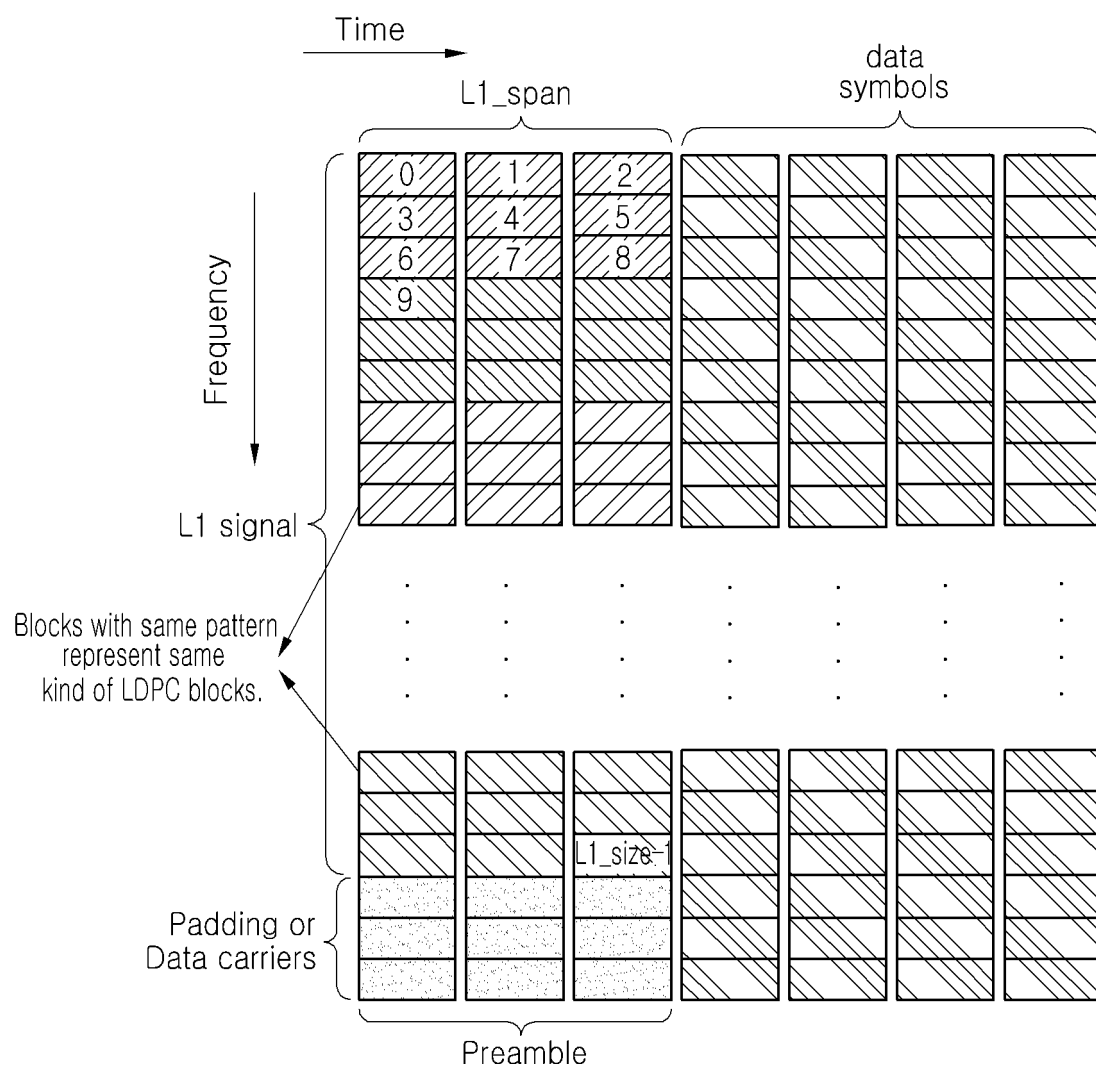 Time
data
symbols
L1_span
0 1 2
3 4 5
6 7 8
9
Frequency
L1 signal
Blocks with same pattern
represent same
kind of LDPC blocks.
L1_size-1
Padding or
Data carriers
Preamble